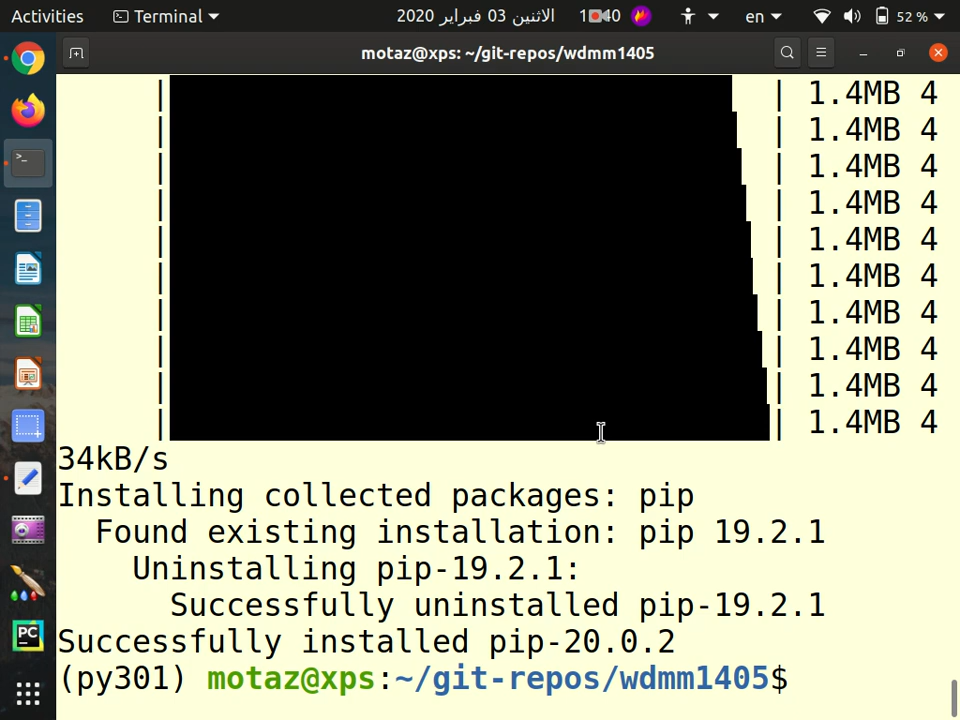 Activities
Terminal
الاثنين 03 فبراير 2020
en
52 %
motaz@xps: ~/git-repos/wdmm1405
| | 1.4MB 4
| | 1.4MB 4
| | 1.4MB 4
| | 1.4MB 4
| | 1.4MB 4
| | 1.4MB 4
| | 1.4MB 4
| | 1.4MB 4
| | 1.4MB 4
| | 1.4MB 4
34kB/s
Installing collected packages: pip
Found existing installation: pip 19.2.1
Uninstalling pip-19.2.1:
Successfully uninstalled pip-19.2.1
Successfully installed pip-20.0.2
(py301) motaz@xps:~/git-repos/wdmm1405$
PC